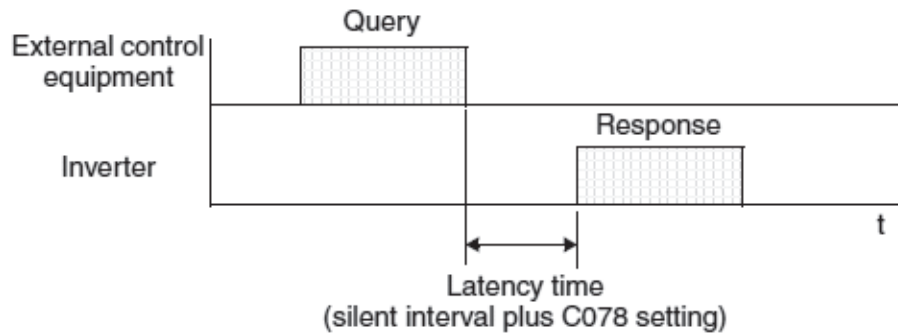 Query
External control
equipment
Response
Inverter
t
Latency time
(silent interval plus C078 setting)